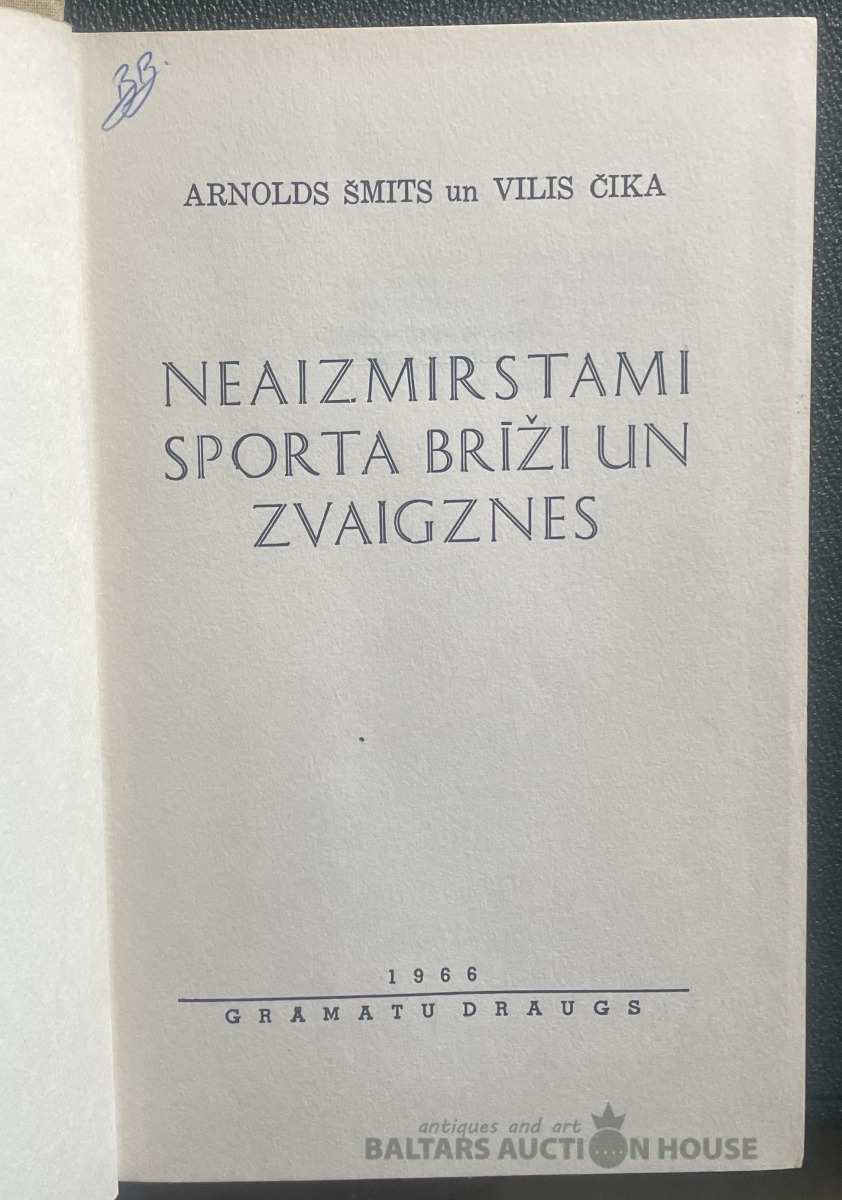 BB.
ARNOLDS ŠMITS un VILIS ČIKA
NEAIZMIRSTAMI
SPORTA BRĪŽI UN
ZVAIGZNES
1966
GRĀMATU DRAUGS
antiques and art
BALTARS AUCTION HOUSE